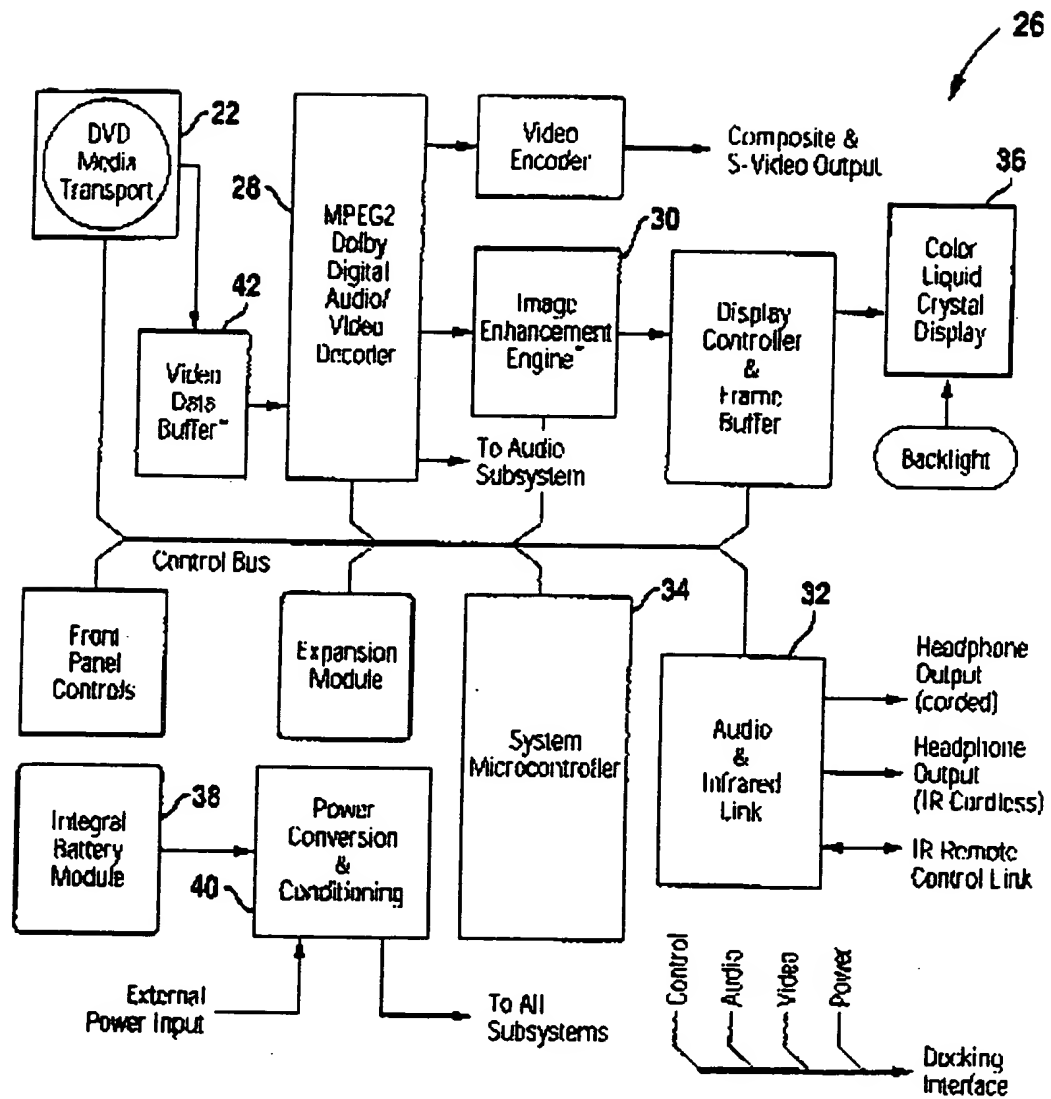 26
22
DVD
Media
Transport
28
MPEG2
Dolby
Digital
Audio/
Video
Decoder
Video
Encoder
Composite &
S-Video Output
36
Color
Liquid
Crystal
Display
30
Image
Enhancement
Engine™
Display
Controller
&
Frame
Buffer
42
Video
Data
Buffer™
To Audio
Subsystem
Backlight
Control Bus
Front
Panel
Controls
Expansion
Module
34
System
Microcontroller
32
Audio
&
Infrared
Link
Headphone
Output
(corded)
Headphone
Output
(IR Cordless)
IR Remote
Control Link
38
Integral
Battery
Module
40
Power
Conversion
&
Conditioning
External
Power Input
To All
Subsystems
Control
Audio
Video
Power
Docking
Interface